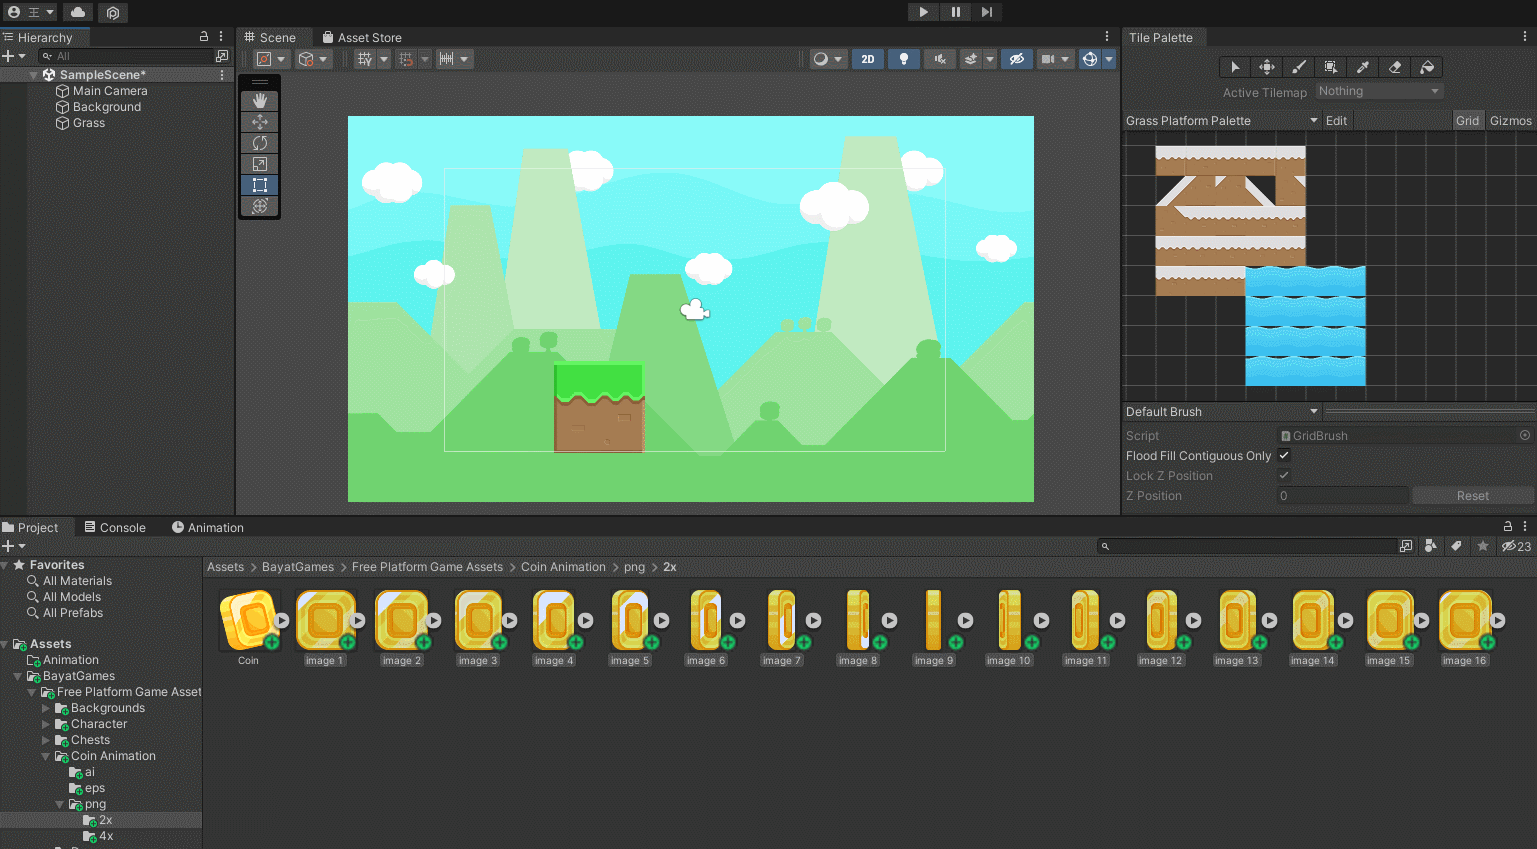 王
Hierarchy
All
SampleScene*
Main Camera
Background
Grass
Scene
Asset Store
2D
Tile Palette
Active Tilemap
Nothing
Grass Platform Palette
Edit
Grid
Gizmos
Default Brush
Script
GridBrush
Flood Fill Contiguous Only
Lock Z Position
Z Position
0
Reset
Project
Console
Animation
23
Favorites
All Materials
All Models
All Prefabs
Assets
Animation
BayatGames
Free Platform Game Asset
Backgrounds
Character
Chests
Coin Animation
ai
eps
png
2x
4x
Assets > BayatGames > Free Platform Game Assets > Coin Animation > png > 2x
Coin
image 1
image 2
image 3
image 4
image 5
image 6
image 7
image 8
image 9
image 10
image 11
image 12
image 13
image 14
image 15
image 16